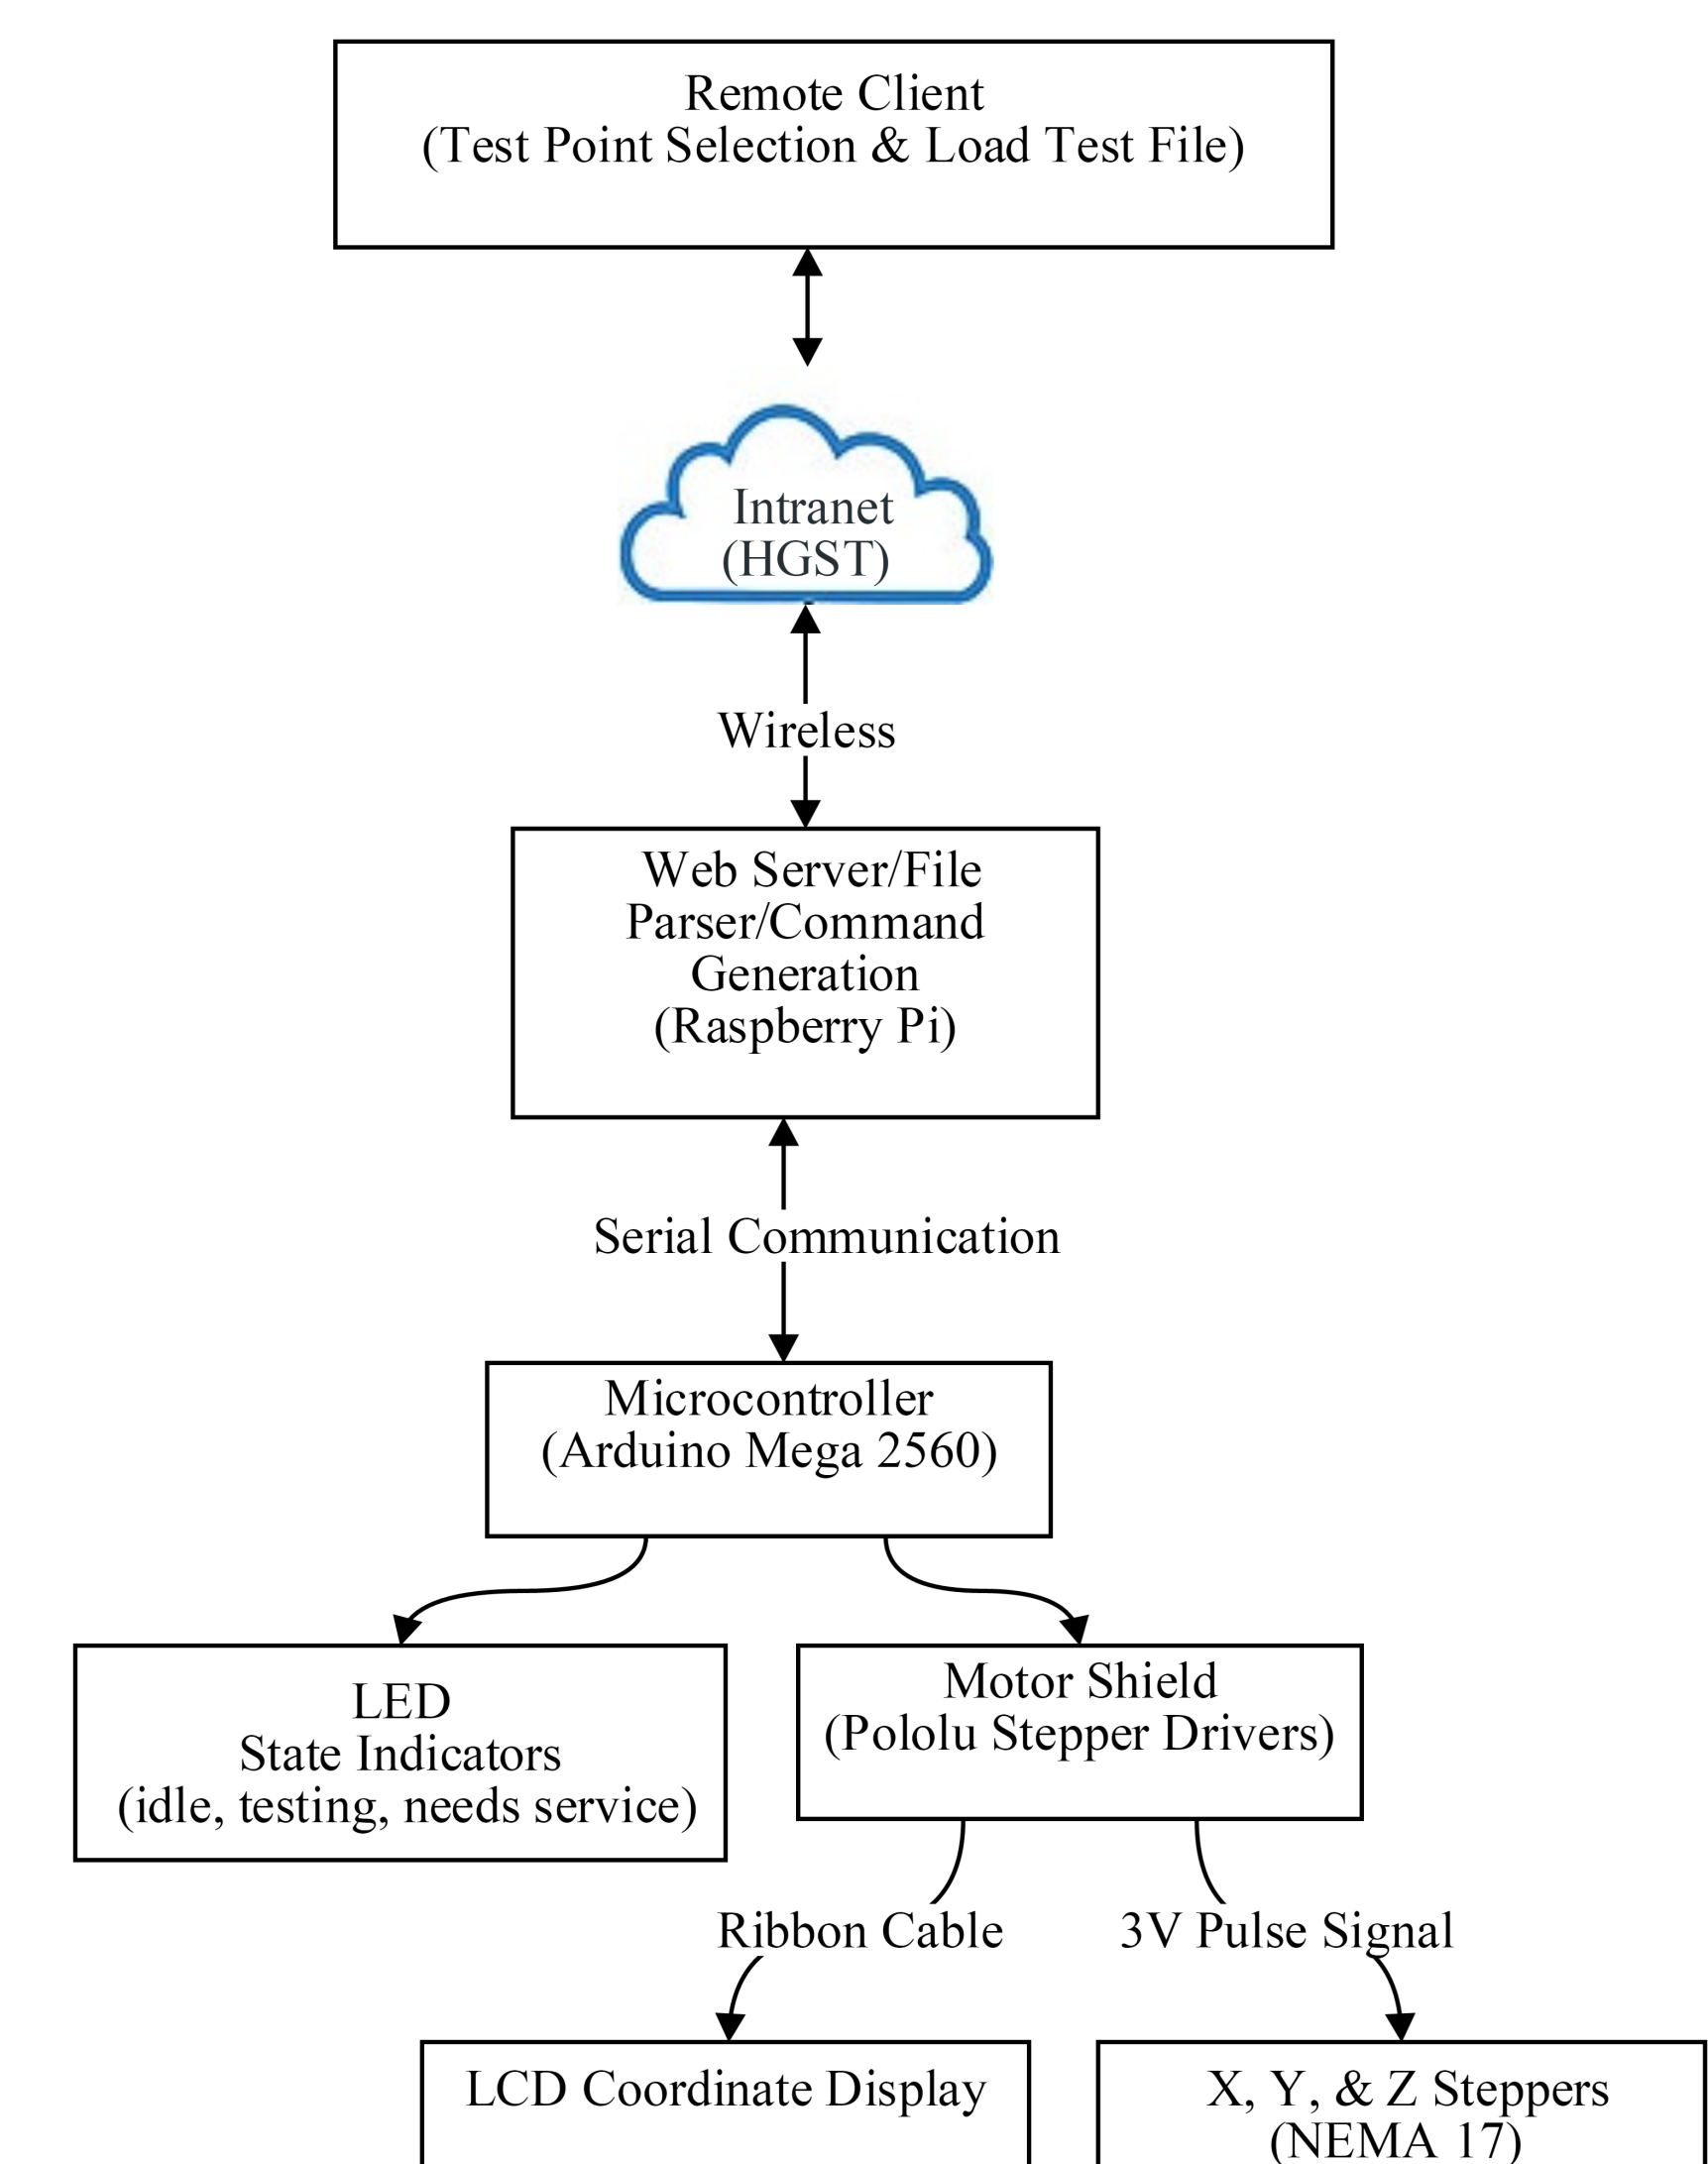 Remote Client
(Test Point Selection & Load Test File)
Intranet
(HGST)
Wireless
Web Server/File
Parser/Command
Generation
(Raspberry Pi)
Serial Communication
Microcontroller
(Arduino Mega 2560)
LED
State Indicators
(idle, testing, needs service)
Motor Shield
(Pololu Stepper Drivers)
Ribbon Cable
3V Pulse Signal
LCD Coordinate Display
X, Y, & Z Steppers
(NEMA 17)